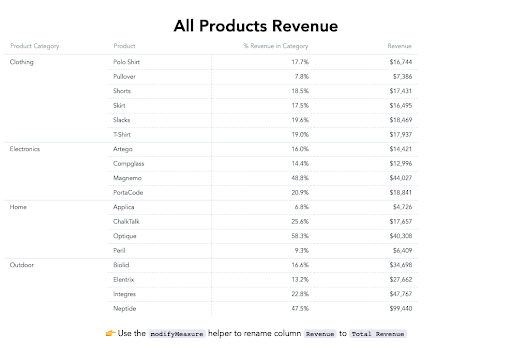 All Products Revenue
Product Category Product % Revenue in Category Revenue
Clothing Polo Shirt 17.7% $16,744
Pullover 7.8% $7,386
Shorts 18.5% $17,431
Skirt 17.5% $16,495
Slacks 19.6% $18,469
T-Shirt 19.0% $17,937
Electronics Artego 16.0% $14,421
Compglass 14.4% $12,996
Magnemo 48.8% $44,027
PortaCode 20.9% $18,841
Home Applica 6.8% $4,726
ChalkTalk 25.6% $17,657
Optique 58.3% $40,308
Peril 9.3% $6,409
Outdoor Biolid 16.6% $34,698
Elentrix 13.2% $27,662
Integres 22.8% $47,767
Neptide 47.5% $99,440
👉 Use the modifyMeasure helper to rename column Revenue to Total Revenue